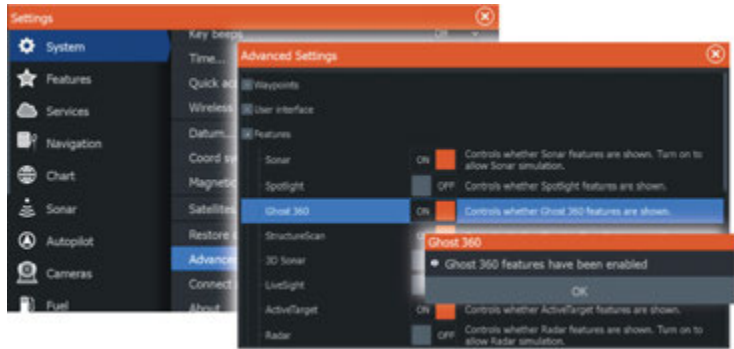 Settings
System
Features
Services
Navigation
Chart
Sonar
Autopilot
Cameras
Fuel
Key beeps
Off
Time...
Quick
Wireless
Datum...
Coord
Magnetic
Satellites
Restore
Advanced
Connect
About
Advanced Settings
Waypoints
User interface
Features
Sonar ON Controls whether Sonar features are shown. Turn on to
allow Sonar simulation.
Spotlight OFF Controls whether Spotlight features are shown.
Ghost 360 ON Controls whether Ghost 360 features are shown.
StructureScan
3D Sonar
LiveSight
ActiveTarget ON Controls whether ActiveTarget features are shown.
Radar OFF Controls whether Radar features are shown. Turn on to
allow Radar simulation.
Ghost 360
Ghost 360 features have been enabled
OK